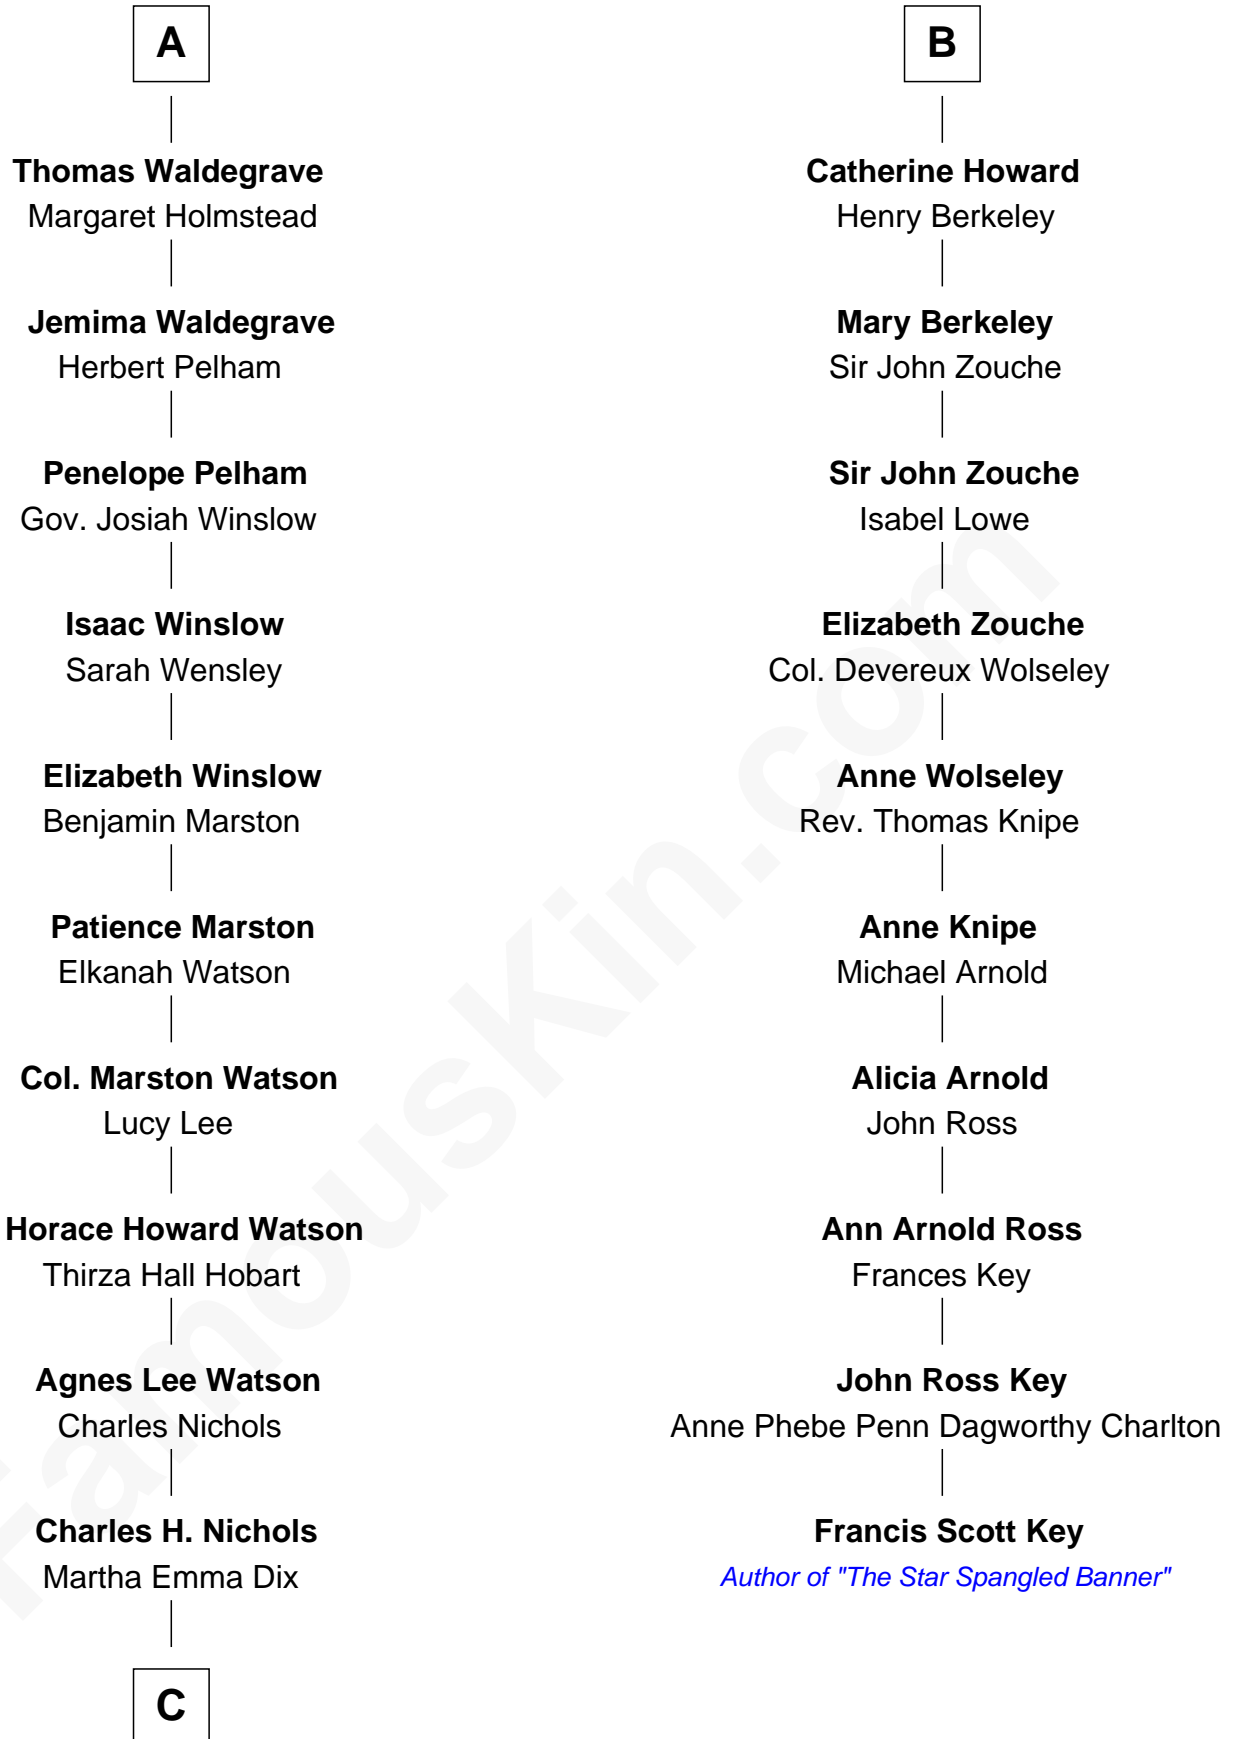 A
Thomas Waldegrave
Margaret Holmstead
Jemima Waldegrave
Herbert Pelham
Penelope Pelham
Gov. Josiah Winslow
Isaac Winslow
Sarah Wensley
Elizabeth Winslow
Benjamin Marston
Patience Marston
Elkanah Watson
Col. Marston Watson
Lucy Lee
Horace Howard Watson
Thirza Hall Hobart
Agnes Lee Watson
Charles Nichols
Charles H. Nichols
Martha Emma Dix
C
B
Catherine Howard
Henry Berkeley
Mary Berkeley
Sir John Zouche
Sir John Zouche
Isabel Lowe
Elizabeth Zouche
Col. Devereux Wolseley
Anne Wolseley
Rev. Thomas Knipe
Anne Knipe
Michael Arnold
Alicia Arnold
John Ross
Ann Arnold Ross
Frances Key
John Ross Key
Anne Phebe Penn Dagworthy Charlton
Francis Scott Key
Author of "The Star Spangled Banner"
FamousKin.com